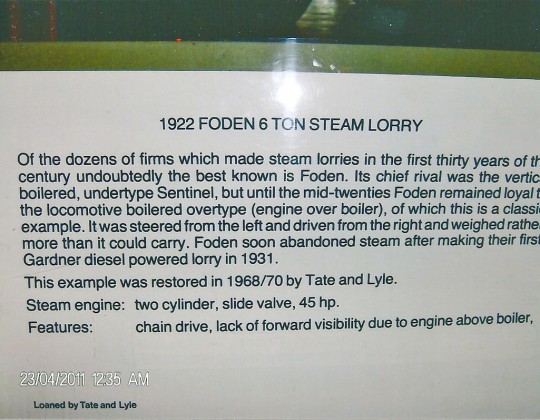 1922 FODEN 6 TON STEAM LORRY
Of the dozens of firms which made steam lorries in the first thirty years of th
century undoubtedly the best known is Foden. Its chief rival was the vertic
boilered, undertype Sentinel, but until the mid-twenties Foden remained loyal t
the locomotive boilered overtype (engine over boiler), of which this is a classi
example. It was steered from the left and driven from the right and weighed rathe
more than it could carry. Foden soon abandoned steam after making their first
Gardner diesel powered lorry in 1931.
This example was restored in 1968/70 by Tate and Lyle.
Steam engine: two cylinder, slide valve, 45 hp.
Features: chain drive, lack of forward visibility due to engine above boiler,
23/04/2011 12:35 AM
Loaned by Tate and Lyle